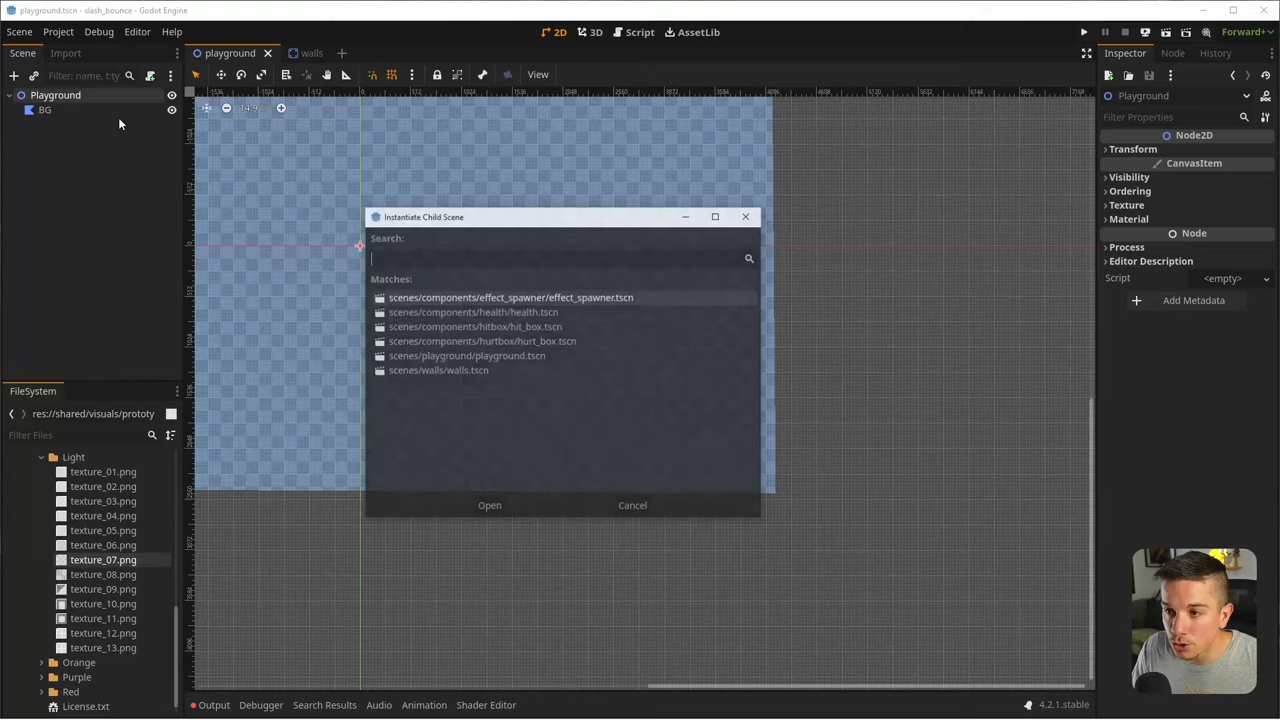 playground.tscn - slash_bounce - Godot Engine
Scene Project Debug Editor Help
2D 3D Script AssetLib
Forward+
Scene Import
playground walls
Inspector Node History
Filter: name, t:ty
View
Playground
BG
14.9
Playground
Filter Properties
Node2D
Transform
CanvasItem
Visibility
Ordering
Texture
Material
Node
Process
Editor Description
Script <empty>
Add Metadata
Instantiate Child Scene
Search:
Matches:
scenes/components/effect_spawner/effect_spawner.tscn
scenes/components/health/health.tscn
scenes/components/hitbox/hit_box.tscn
scenes/components/hurtbox/hurt_box.tscn
scenes/playground/playground.tscn
scenes/walls/walls.tscn
Open Cancel
FileSystem
res://shared/visuals/prototy
Filter Files
Light
texture_01.png
texture_02.png
texture_03.png
texture_04.png
texture_05.png
texture_06.png
texture_07.png
texture_08.png
texture_09.png
texture_10.png
texture_11.png
texture_12.png
texture_13.png
Orange
Purple
Red
License.txt
Output Debugger Search Results Audio Animation Shader Editor
4.2.1.stable